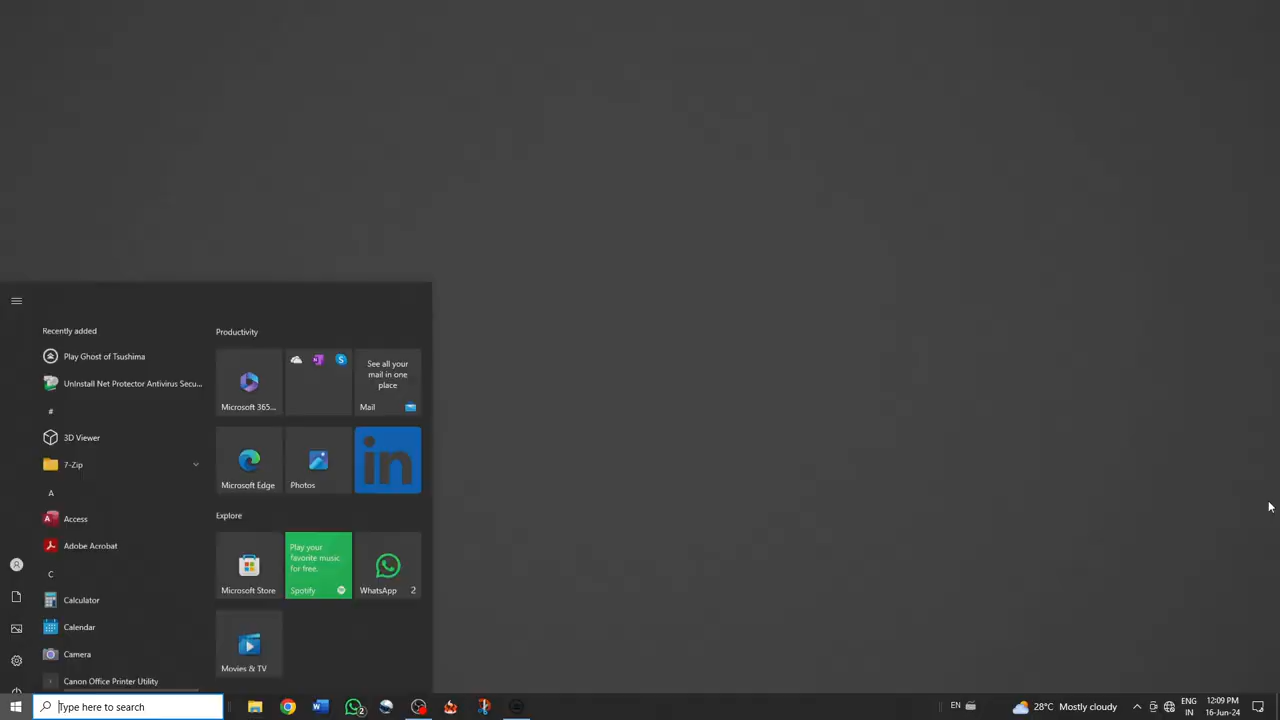 Recently added
Play Ghost of Tsushima
UnInstall Net Protector Antivirus Secu...
#
3D Viewer
7-Zip
A
Access
Adobe Acrobat
C
Calculator
Calendar
Camera
Canon Office Printer Utility
Productivity
Microsoft 365...
See all your
mail in one
place
Mail
Microsoft Edge
Photos
in
Explore
Microsoft Store
Play your
favorite music
for free.
Spotify
WhatsApp 2
Movies & TV
Type here to search
2
EN
28°C Mostly cloudy
ENG
IN
12:09 PM
16-Jun-24